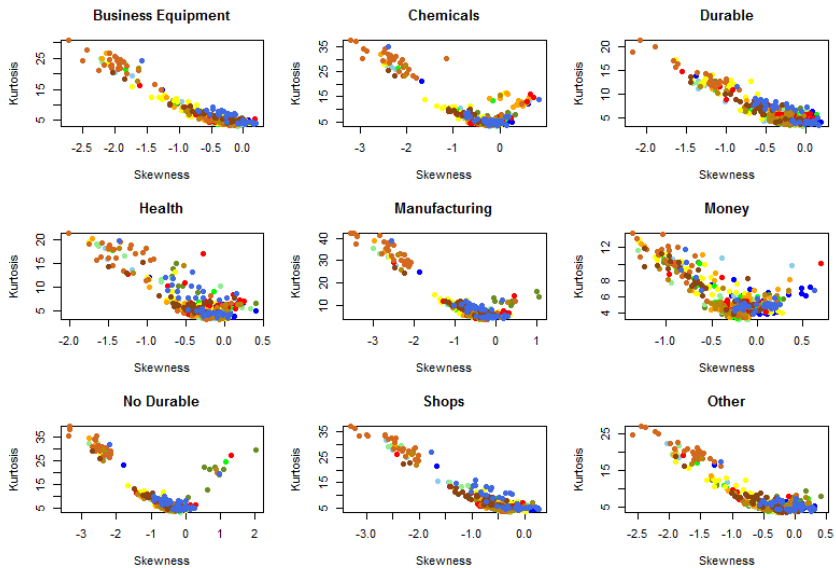 Business Equipment Chemicals Durable
Kurtosis 5 15 25 Kurtosis 5 15 25 35 Kurtosis 5 10 15 20
-2.5 -2.0 -1.5 -1.0 -0.5 0.0 -3 -2 -1 0 -2.0 -1.5 -1.0 -0.5 0.0
Skewness Skewness Skewness
Health Manufacturing Money
Kurtosis 5 10 15 20 Kurtosis 10 20 30 40 Kurtosis 4 6 8 12
-2.0 -1.5 -1.0 -0.5 0.0 0.5 -3 -2 -1 0 1 -1.0 -0.5 0.0 0.5
Skewness Skewness Skewness
No Durable Shops Other
Kurtosis 5 15 25 35 Kurtosis 5 15 25 35 Kurtosis 5 15 25
-3 -2 -1 0 1 2 -3.0 -2.0 -1.0 0.0 -2.5 -2.0 -1.5 -1.0 -0.5 0.0 0.5
Skewness Skewness Skewness